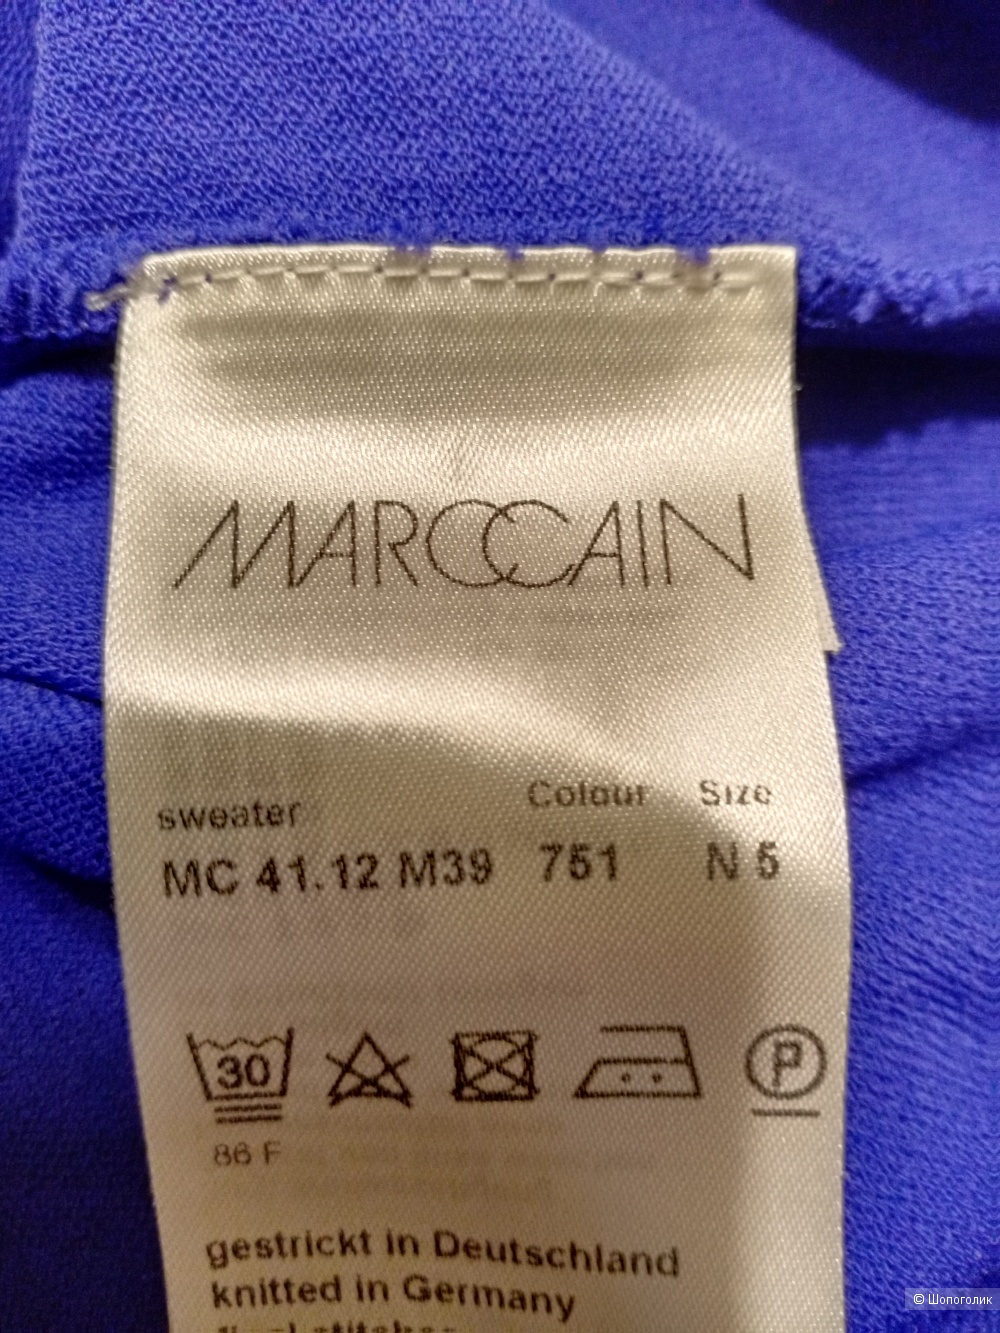 MARCCAIN
sweater Colour Size
MC 41.12 M39 751 N 5
30 P
86 F
gestrickt in Deutschland
knitted in Germany
© Шопоголик